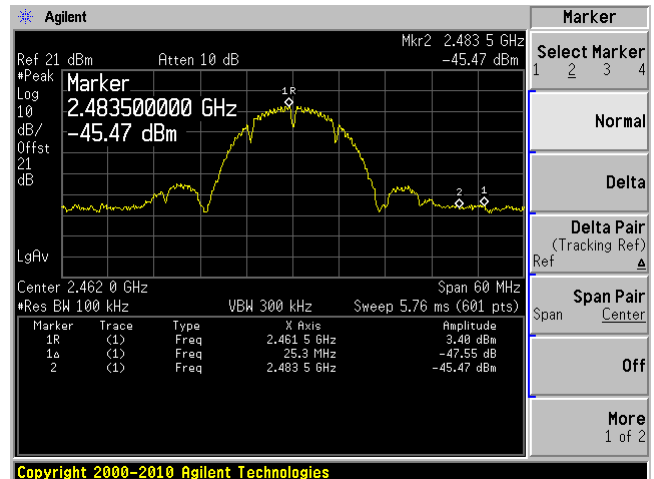 Agilent
Marker
Mkr2 2.483 5 GHz
Ref 21 dBm Atten 10 dB -45.47 dBm
#Peak
Log
10
dB/
Offst
21
dB
LgAv
Marker
2.483500000 GHz
-45.47 dBm
1R
2
1
Center 2.462 0 GHz Span 60 MHz
#Res BW 100 kHz VBW 300 kHz Sweep 5.76 ms (601 pts)
Marker Trace Type X Axis Amplitude
1R (1) Freq 2.461 5 GHz 3.40 dBm
1Δ (1) Freq 25.3 MHz -47.55 dB
2 (1) Freq 2.483 5 GHz -45.47 dBm
Select Marker
1 2 3 4
Normal
Delta
Delta Pair
(Tracking Ref)
Ref Δ
Span Pair
Span Center
Off
More
1 of 2
Copyright 2000-2010 Agilent Technologies